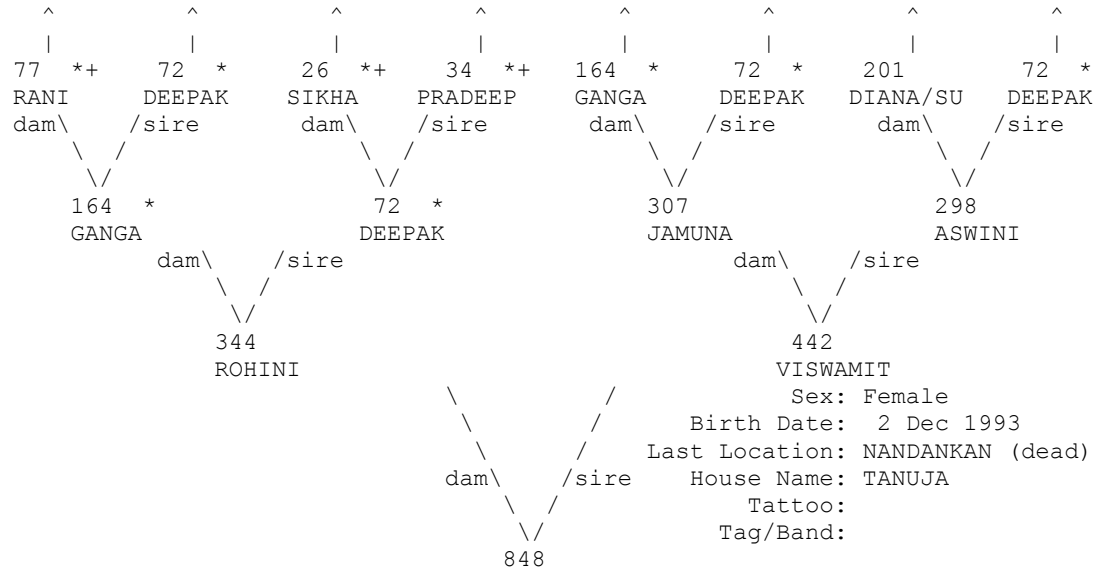 ^ ^ ^ ^ ^ ^ ^ ^
| | | | | | | |
77 *+ 72 * 26 *+ 34 *+ 164 * 72 * 201 72 *
RANI DEEPAK SIKHA PRADEEP GANGA DEEPAK DIANA/SU DEEPAK
dam\ /sire dam\ /sire dam\ /sire dam\ /sire
\ / \ / \ / \ /
\/ \/ \/ \/
164 * 72 * 307 298
GANGA DEEPAK JAMUNA ASWINI
dam\ /sire dam\ /sire
\ / \ /
\/ \/
344 442
ROHINI VISWAMIT
\ / Sex: Female
\ / Birth Date: 2 Dec 1993
\ / Last Location: NANDANKAN (dead)
dam\ /sire House Name: TANUJA
\ / Tattoo:
\/ Tag/Band:
848